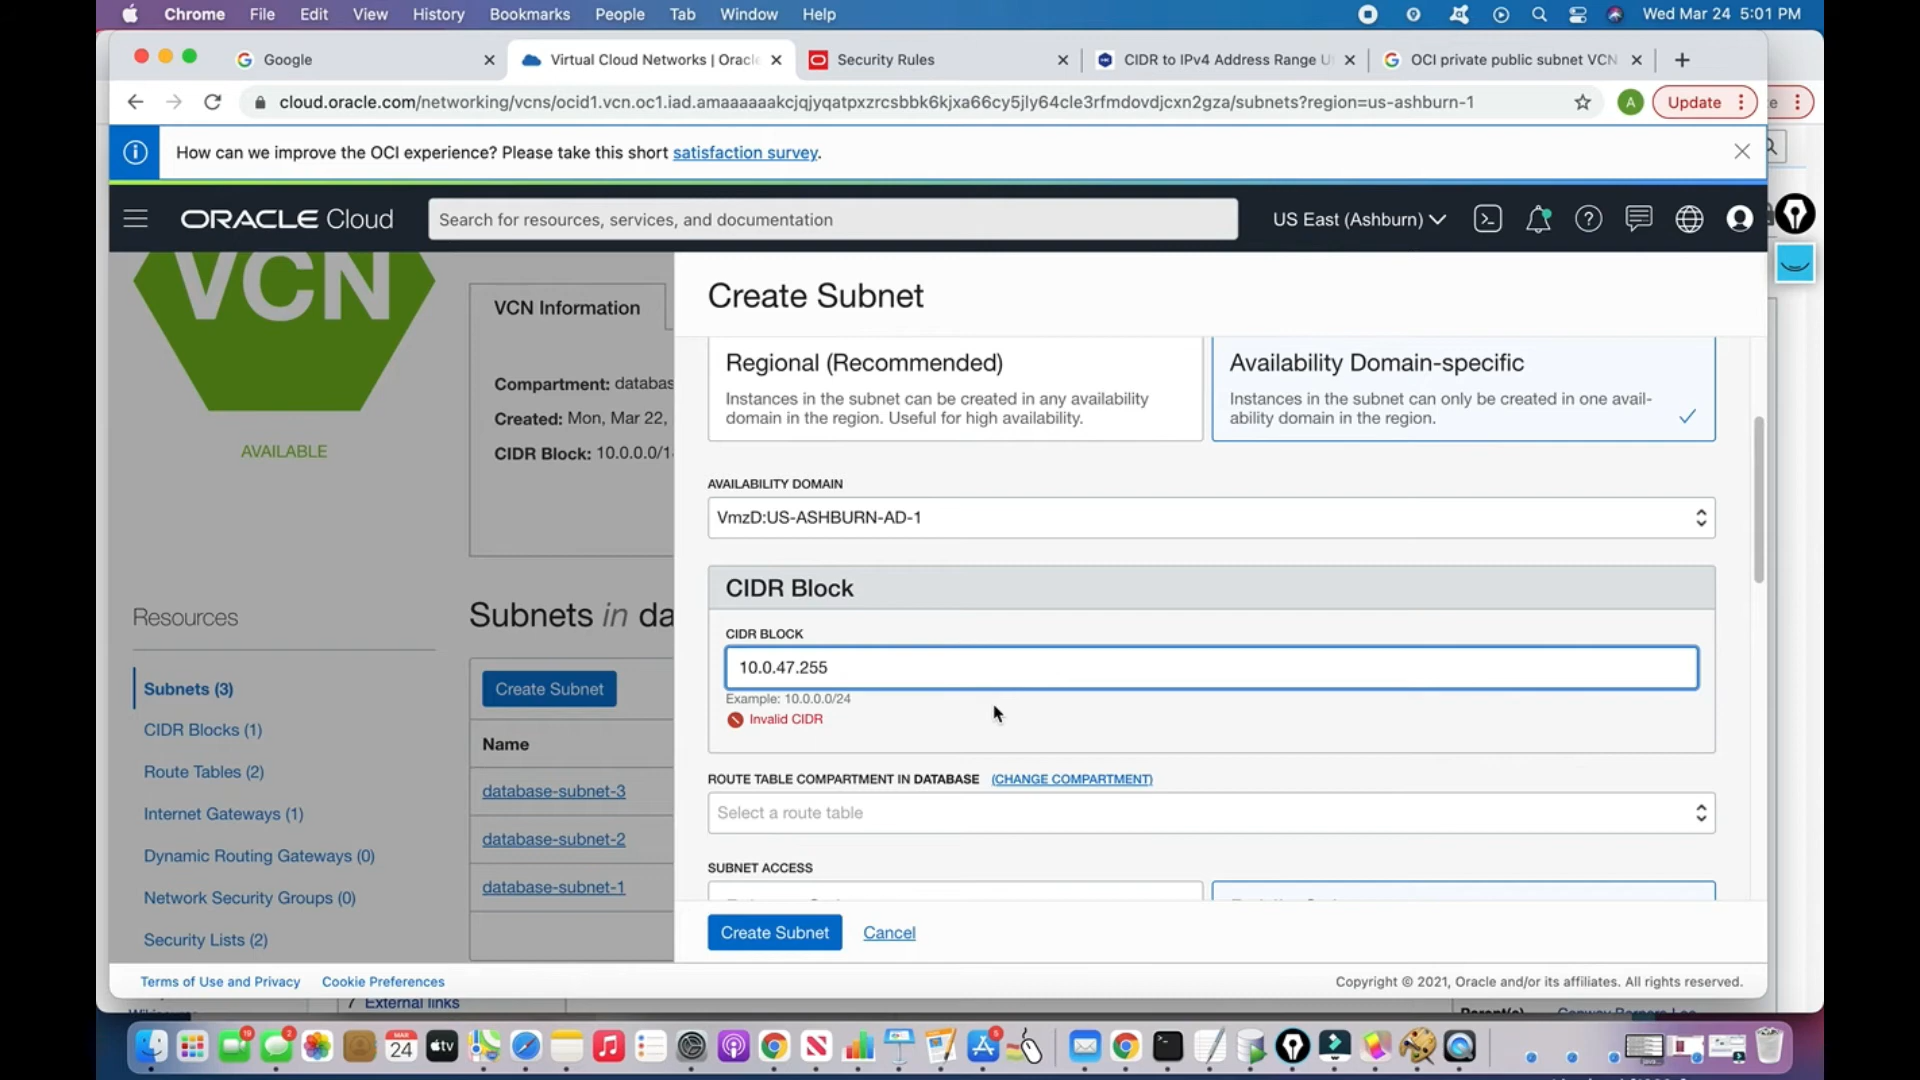 Chrome File Edit View History Bookmarks People Tab Window Help Wed Mar 24 5:01 PM
Google
Virtual Cloud Networks | Oracle
Security Rules
CIDR to IPv4 Address Range U
OCI private public subnet VCN
cloud.oracle.com/networking/vcns/ocid1.vcn.oc1.iad.amaaaaaakcjqjyqatpxzrcsbbk6kjxa66cy5jly64cle3rfmdovdjcxn2gza/subnets?region=us-ashburn-1
A
Update
How can we improve the OCI experience? Please take this short satisfaction survey.
ORACLE Cloud
Search for resources, services, and documentation
US East (Ashburn)
VCN
AVAILABLE
VCN Information
Compartment: databas
Created: Mon, Mar 22,
CIDR Block: 10.0.0.0/1
Resources
Subnets (3)
CIDR Blocks (1)
Route Tables (2)
Internet Gateways (1)
Dynamic Routing Gateways (0)
Network Security Groups (0)
Security Lists (2)
Subnets in da
Create Subnet
Name
database-subnet-3
database-subnet-2
database-subnet-1
Create Subnet
Regional (Recommended)
Instances in the subnet can be created in any availability
domain in the region. Useful for high availability.
Availability Domain-specific
Instances in the subnet can only be created in one avail-
ability domain in the region.
AVAILABILITY DOMAIN
VmzD:US-ASHBURN-AD-1
CIDR Block
CIDR BLOCK
10.0.47.255
Example: 10.0.0.0/24
Invalid CIDR
ROUTE TABLE COMPARTMENT IN DATABASE (CHANGE COMPARTMENT)
Select a route table
SUBNET ACCESS
Create Subnet
Cancel
Terms of Use and Privacy
Cookie Preferences
Copyright © 2021, Oracle and/or its affiliates. All rights reserved.
7 External links
19
2
MAR
24
tv
5